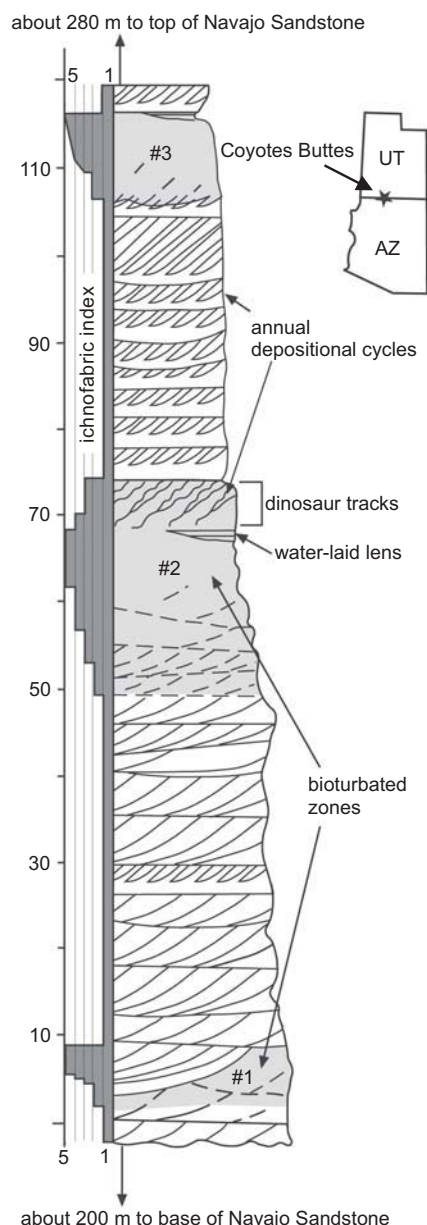 about 280 m to top of Navajo Sandstone
5 1
#3
110
Coyotes Buttes
UT
AZ
ichnofabric index
90
annual
depositional cycles
70
dinosaur tracks
water-laid lens
#2
50
bioturbated
zones
30
10
#1
5 1
about 200 m to base of Navajo Sandstone